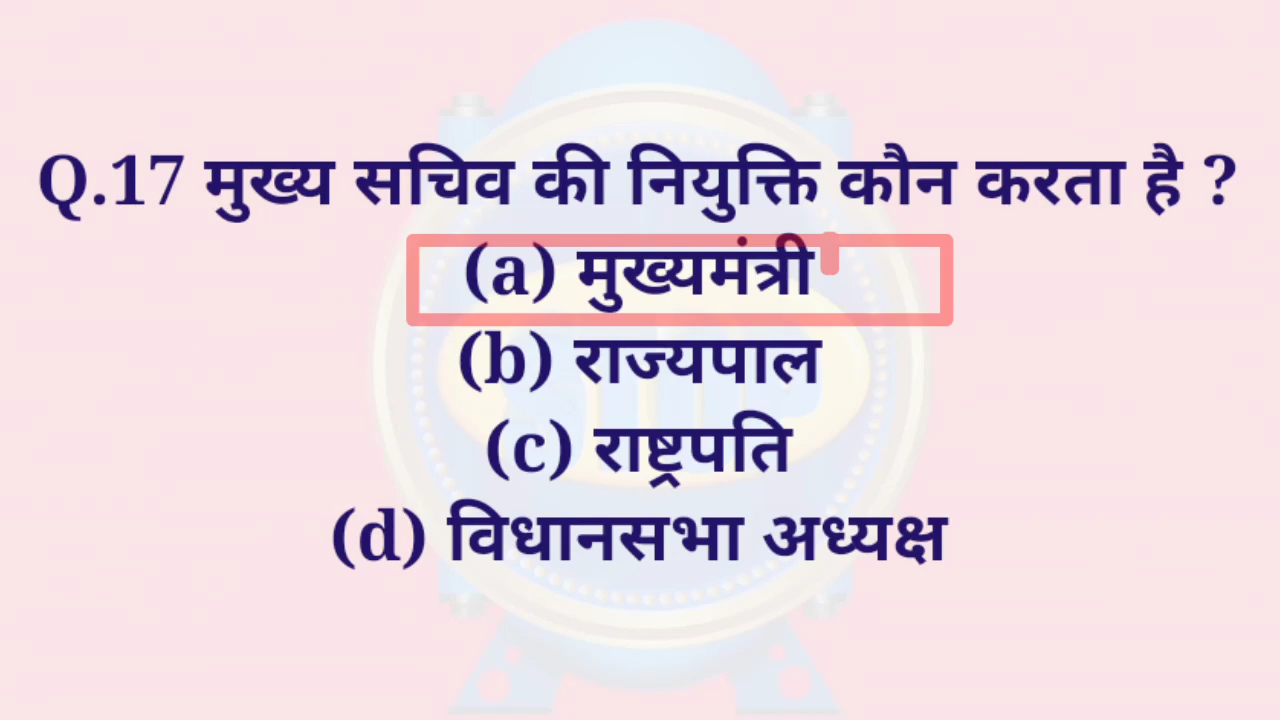 Q.17 मुख्य सचिव की नियुक्ति कौन करता है ?
(a) मुख्यमंत्री
(b) राज्यपाल
(c) राष्ट्रपति
(d) विधानसभा अध्यक्ष